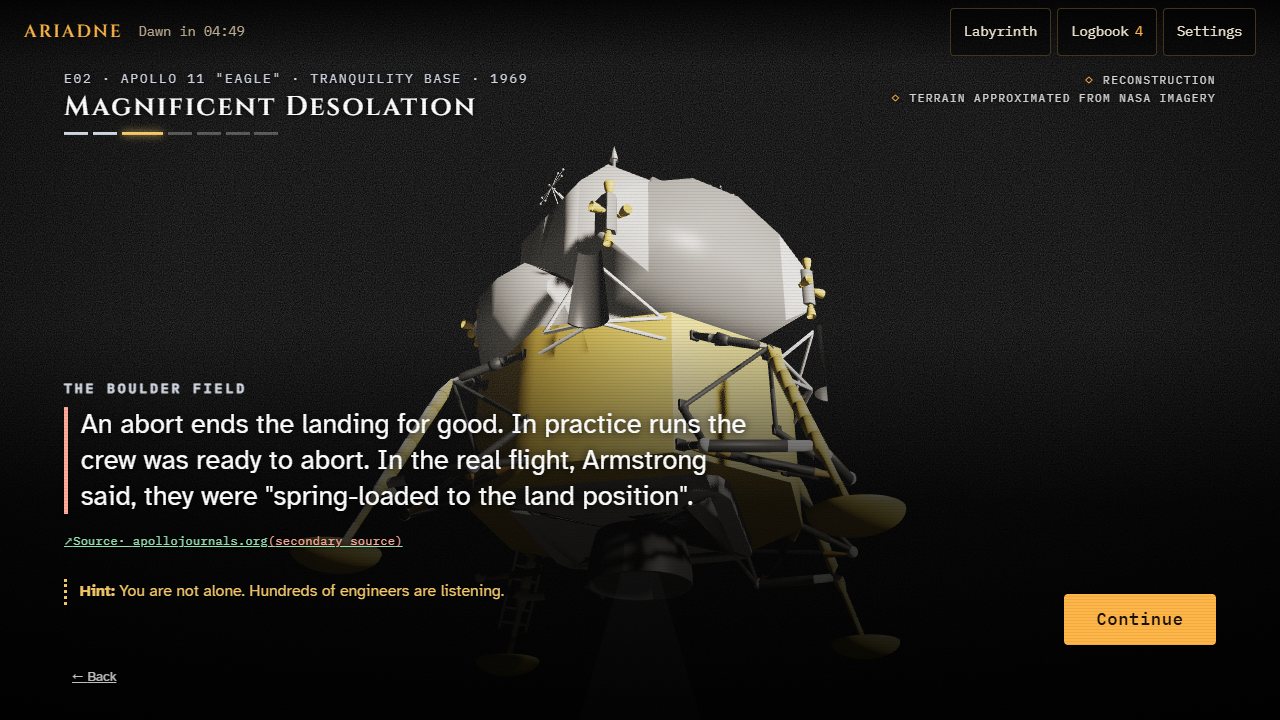 ARIADNE Dawn in 04:49
Labyrinth
Logbook 4
Settings
E02 · APOLLO 11 "EAGLE" · TRANQUILITY BASE · 1969
Magnificent Desolation
◇ RECONSTRUCTION
◇ TERRAIN APPROXIMATED FROM NASA IMAGERY
THE BOULDER FIELD
An abort ends the landing for good. In practice runs the
crew was ready to abort. In the real flight, Armstrong
said, they were "spring-loaded to the land position".
↗Source· apollojournals.org(secondary source)
Hint: You are not alone. Hundreds of engineers are listening.
Continue
← Back